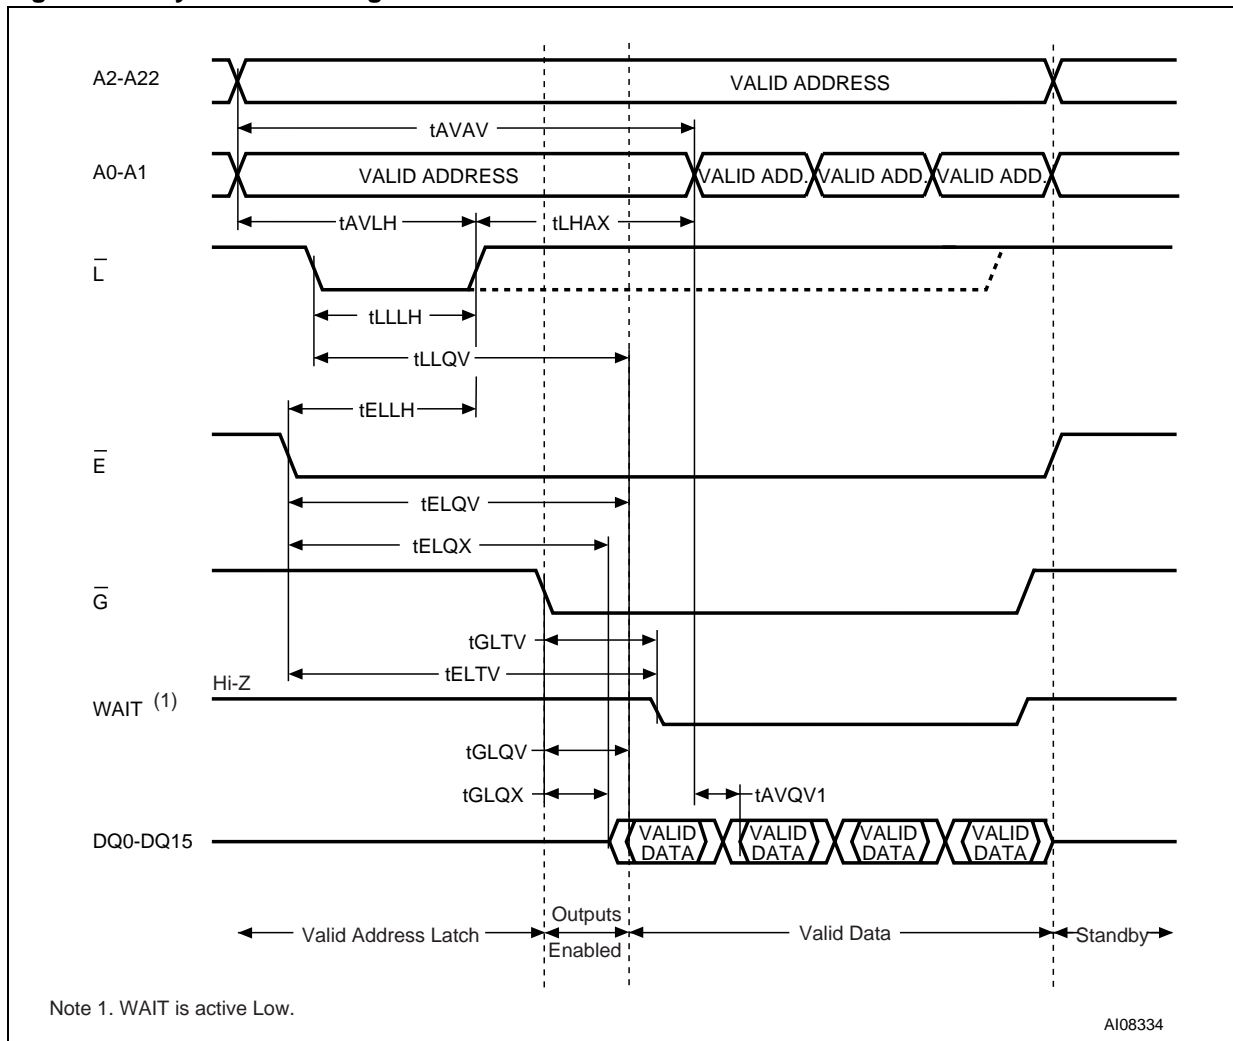 A2-A22
VALID ADDRESS
tAVAV
A0-A1
VALID ADDRESS
VALID ADD.
VALID ADD.
VALID ADD.
tAVLH
tLHAX
L
tLLLH
tLLQV
tELLH
E
tELQV
tELQX
G
tGLTV
tELTV
Hi-Z
WAIT (1)
tGLQV
tGLQX
tAVQV1
DQ0-DQ15
VALID
DATA
VALID
DATA
VALID
DATA
VALID
DATA
Valid Address Latch
Outputs
Enabled
Valid Data
Standby
Note 1. WAIT is active Low.
AI08334